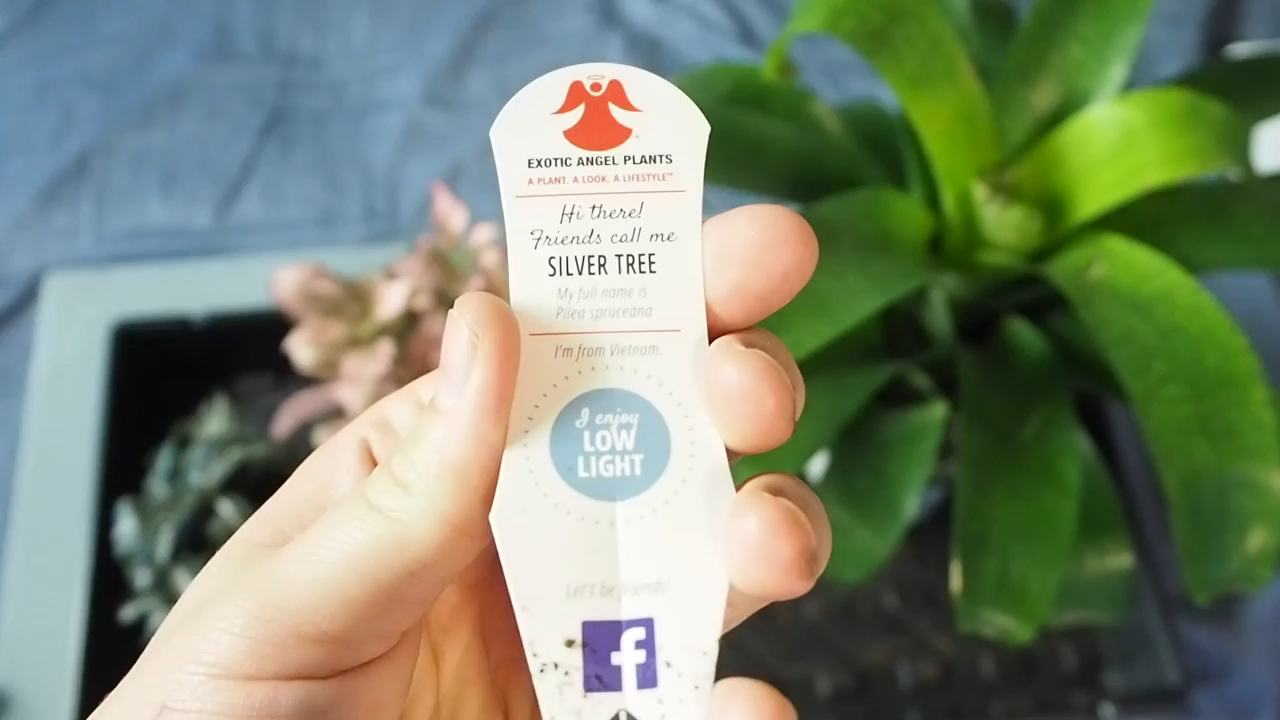 EXOTIC ANGEL PLANTS
A PLANT. A LOOK. A LIFESTYLE™
Hi there!
Friends call me
SILVER TREE
My full name is
Pilea spruceana
I'm from Vietnam.
I enjoy
LOW
LIGHT
Let's be friends!
f